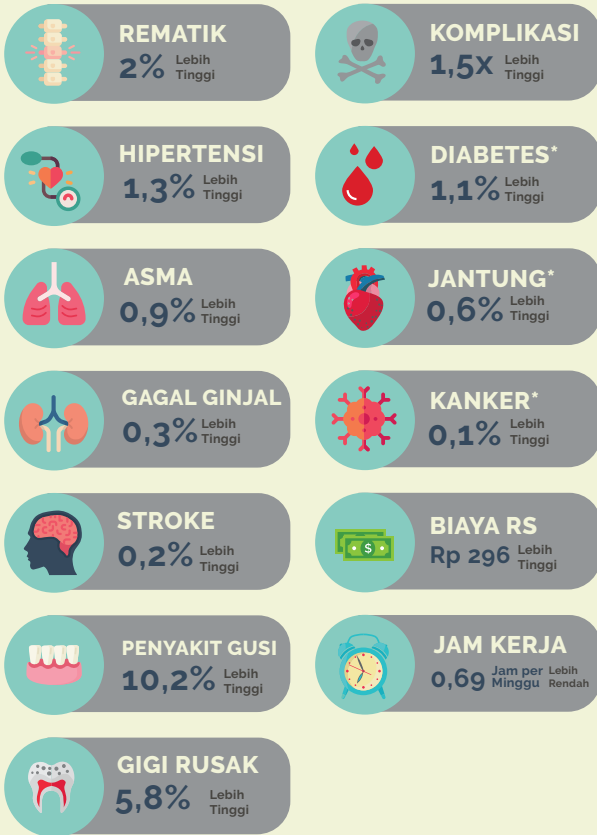 REMATIK
2% Lebih
Tinggi
KOMPLIKASI
1,5x Lebih
Tinggi
HIPERTENSI
1,3% Lebih
Tinggi
DIABETES*
1,1% Lebih
Tinggi
ASMA
0,9% Lebih
Tinggi
JANTUNG*
0,6% Lebih
Tinggi
GAGAL GINJAL
0,3% Lebih
Tinggi
KANKER*
0,1% Lebih
Tinggi
STROKE
0,2% Lebih
Tinggi
BIAYA RS
Rp 296 Lebih
Tinggi
PENYAKIT GUSI
10,2% Lebih
Tinggi
JAM KERJA
0,69 Jam per Lebih
Minggu Rendah
GIGI RUSAK
5,8% Lebih
Tinggi
$